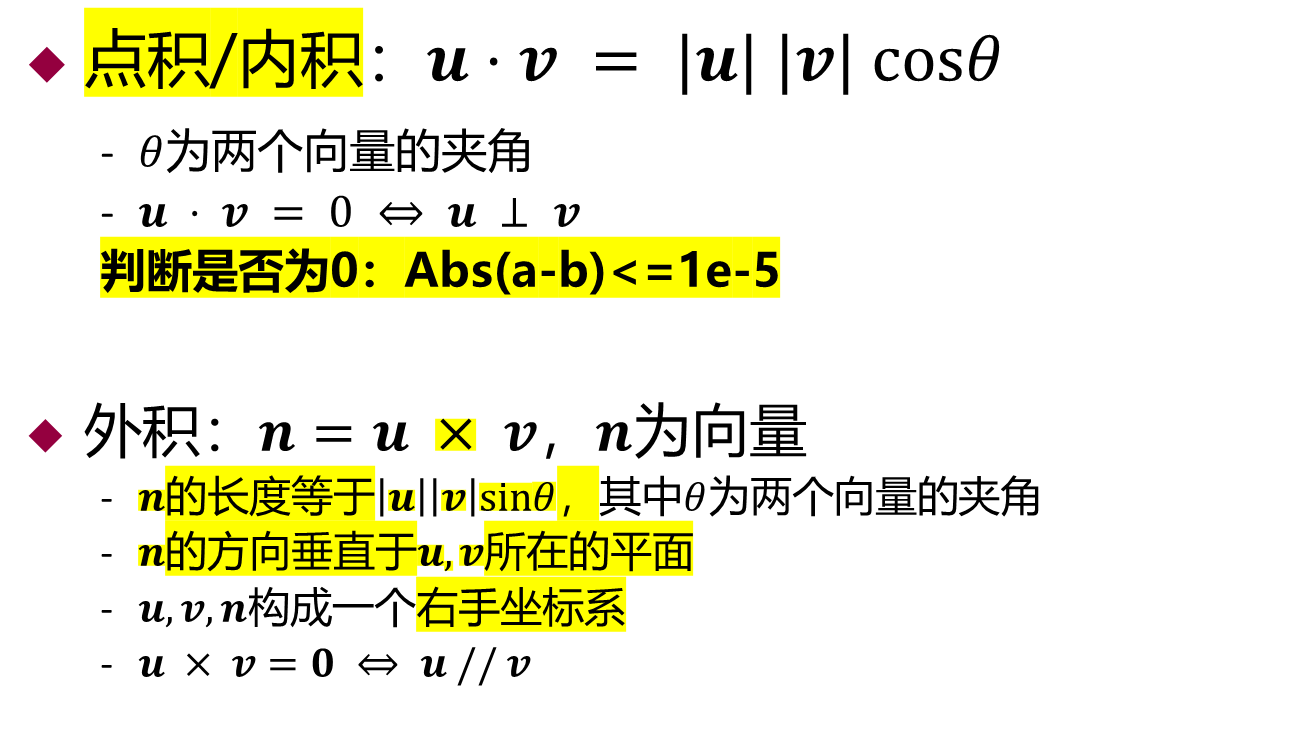 ◆ 点积/内积：u · v = |u| |v| cosθ
- θ为两个向量的夹角
- u · v = 0 ⇔ u ⊥ v
判断是否为0：Abs(a-b)<=1e-5
◆ 外积：n = u × v，n为向量
- n的长度等于|u||v|sinθ，其中θ为两个向量的夹角
- n的方向垂直于u,v所在的平面
- u,v,n构成一个右手坐标系
- u × v = 0 ⇔ u // v